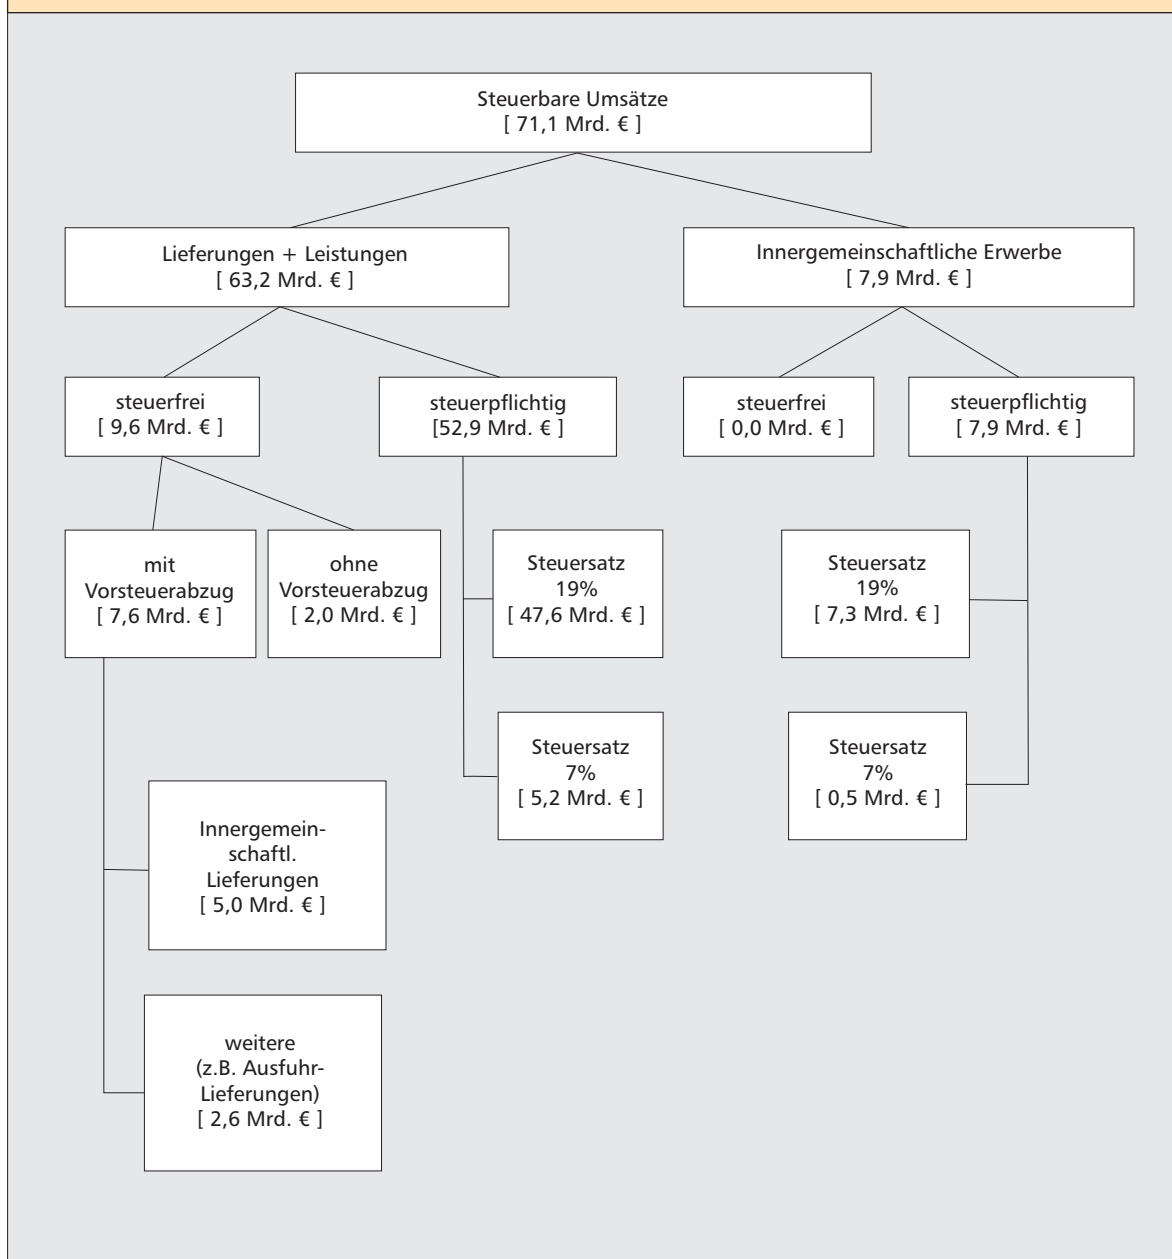 Steuerbare Umsätze
[ 71,1 Mrd. € ]
Lieferungen + Leistungen
[ 63,2 Mrd. € ]
Innergemeinschaftliche Erwerbe
[ 7,9 Mrd. € ]
steuerfrei
[ 9,6 Mrd. € ]
steuerpflichtig
[52,9 Mrd. € ]
steuerfrei
[ 0,0 Mrd. € ]
steuerpflichtig
[ 7,9 Mrd. € ]
mit
Vorsteuerabzug
[ 7,6 Mrd. € ]
ohne
Vorsteuerabzug
[ 2,0 Mrd. € ]
Steuersatz
19%
[ 47,6 Mrd. € ]
Steuersatz
19%
[ 7,3 Mrd. € ]
Steuersatz
7%
[ 5,2 Mrd. € ]
Steuersatz
7%
[ 0,5 Mrd. € ]
Innergemein-
schaftl.
Lieferungen
[ 5,0 Mrd. € ]
weitere
(z.B. Ausfuhr-
Lieferungen)
[ 2,6 Mrd. € ]